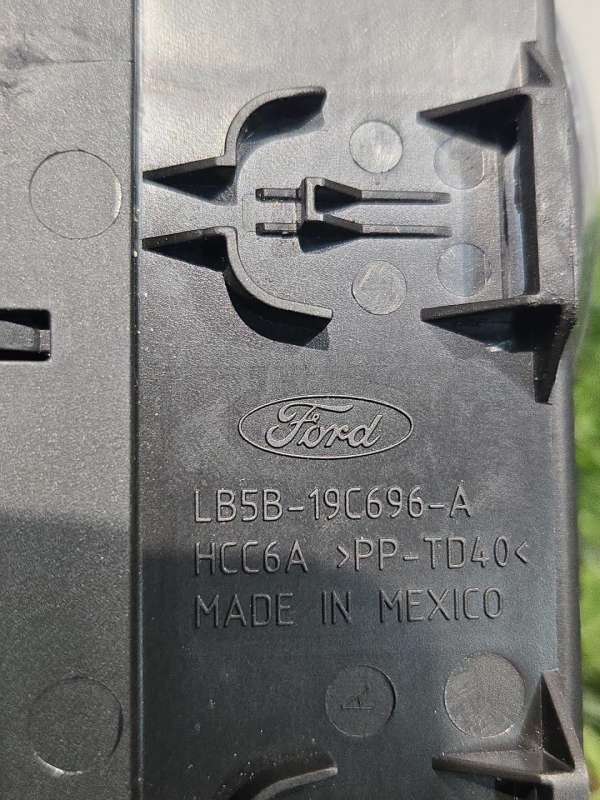 Ford
LB5B-19C696-A
HCC6A >PP-TD40<
MADE IN MEXICO